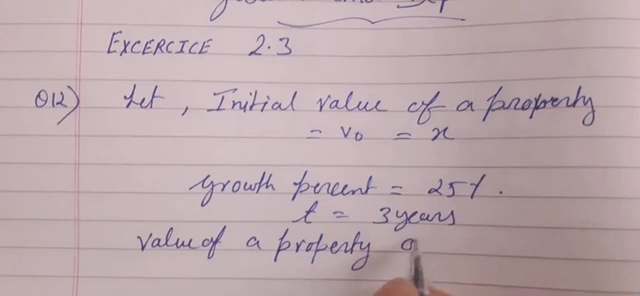 EXCERCICE 2.3
Q12) Let, Initial value of a property
= V0 = x
growth percent = 25%.
t = 3 years
value of a property